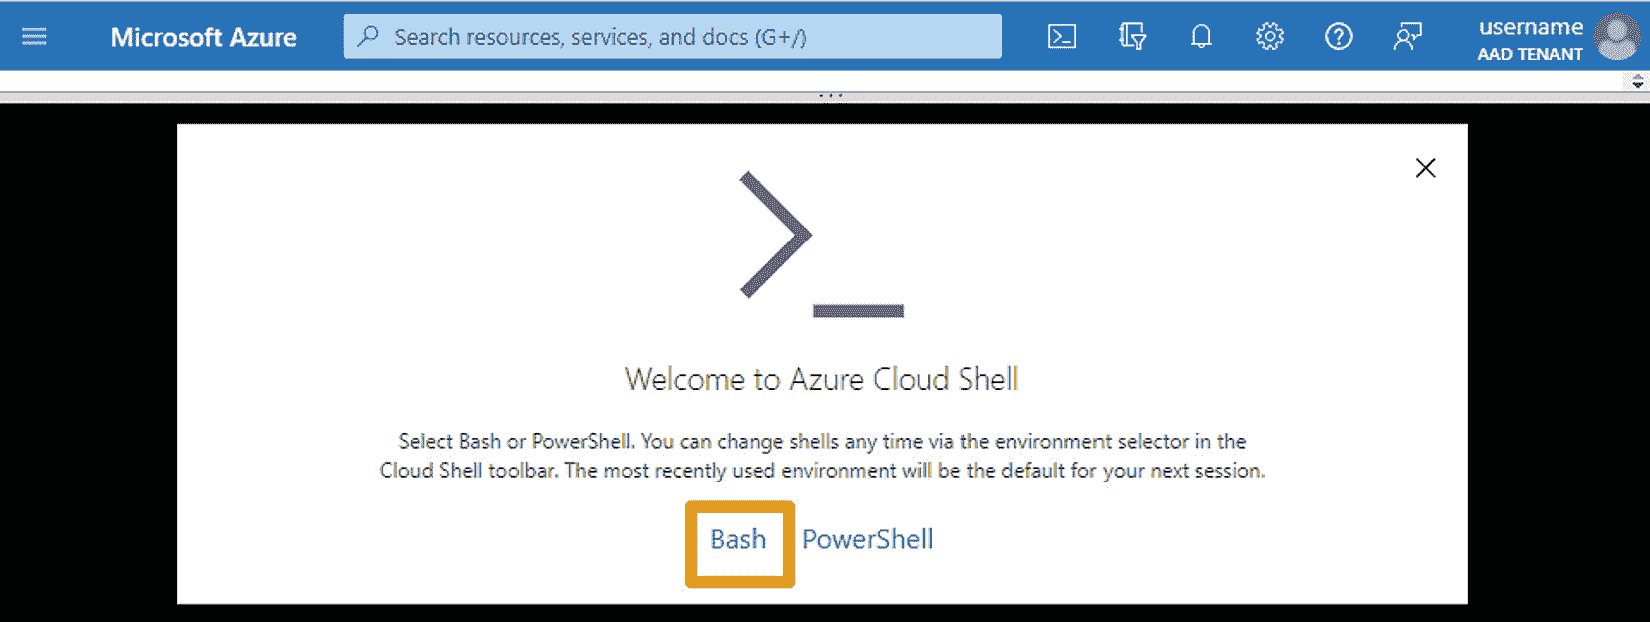 Microsoft Azure
Search resources, services, and docs (G+/)
username
AAD TENANT
Welcome to Azure Cloud Shell
Select Bash or PowerShell. You can change shells any time via the environment selector in the
Cloud Shell toolbar. The most recently used environment will be the default for your next session.
Bash PowerShell